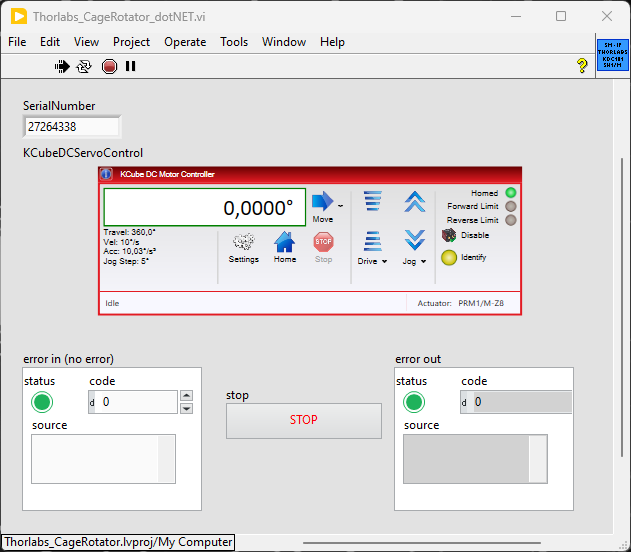 Thorlabs_CageRotator_dotNET.vi
File Edit View Project Operate Tools Window Help
SM-IF
THORLABS
KDC101
SH1/M
?
SerialNumber
27264338
KCubeDCServoControl
KCube DC Motor Controller
0,0000°
Move
Travel: 360,0°
Vel: 10°/s
Acc: 10,03°/s²
Jog Step: 5°
Settings
Home
STOP
Stop
Drive
Jog
Homed
Forward Limit
Reverse Limit
Disable
Identify
Idle
Actuator: PRM1/M-Z8
error in (no error)
status
code
d 0
source
stop
STOP
error out
status
code
d 0
source
Thorlabs_CageRotator.lvproj/My Computer